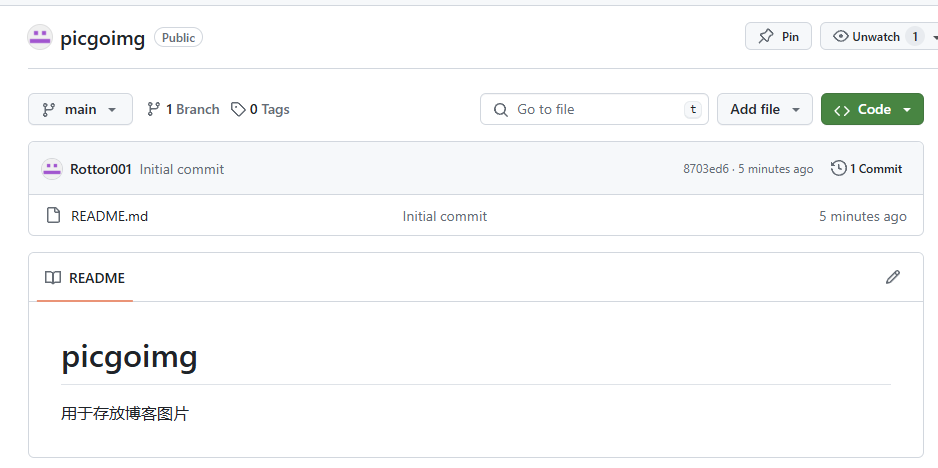 picgoimg Public Pin Unwatch 1
main 1 Branch 0 Tags Go to file t Add file Code
Rottor001 Initial commit 8703ed6 · 5 minutes ago 1 Commit
README.md Initial commit 5 minutes ago
README
picgoimg
用于存放博客图片